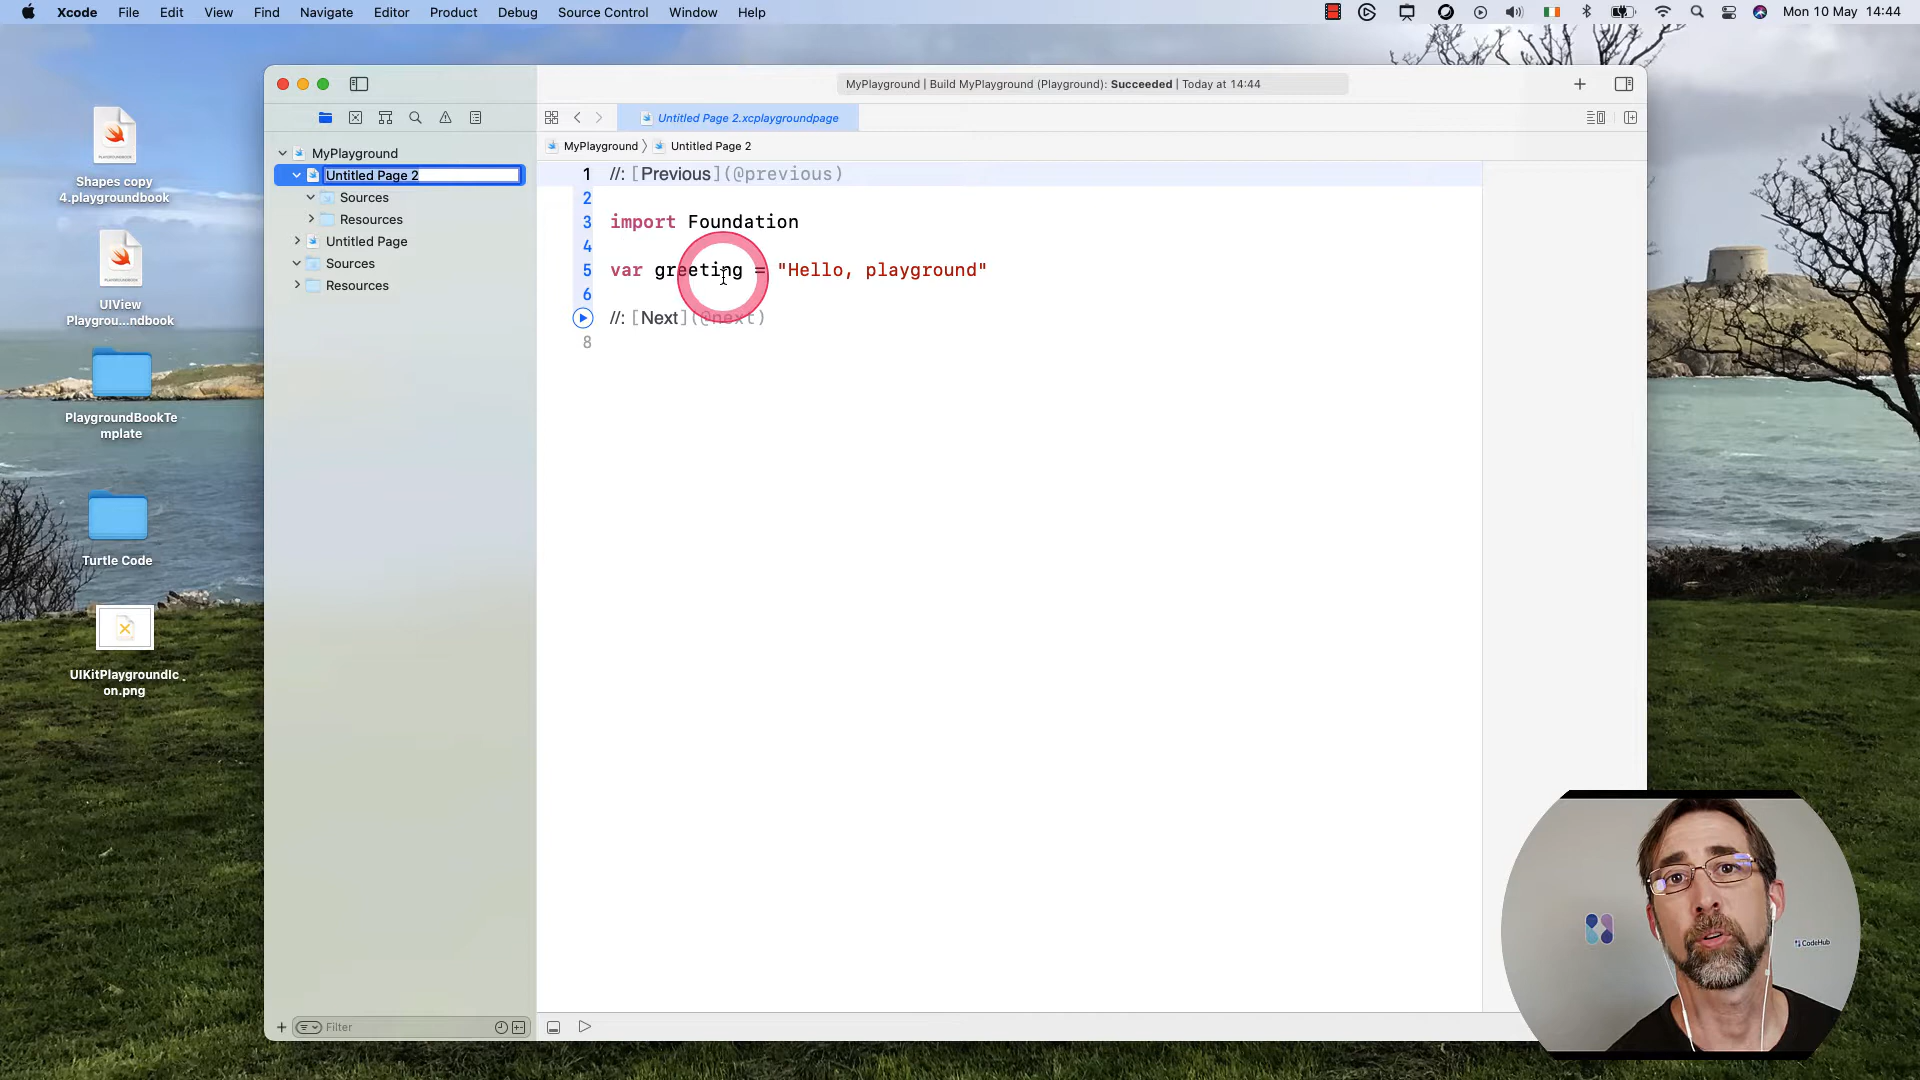 Xcode File Edit View Find Navigate Editor Product Debug Source Control Window Help
Mon 10 May 14:44
MyPlayground | Build MyPlayground (Playground): Succeeded | Today at 14:44
Untitled Page 2.xcplaygroundpage
MyPlayground
Untitled Page 2
Sources
Resources
Untitled Page
Sources
Resources
MyPlayground
Untitled Page 2
1 //: [Previous](@previous)
2
3 import Foundation
4
5 var greeting = "Hello, playground"
6
//: [Next](@next)
8
Shapes copy
4.playgroundbook
UIView
Playgrou...ndbook
PlaygroundBookTe
mplate
Turtle Code
UIKitPlaygroundIc
on.png
Filter
CodeHub